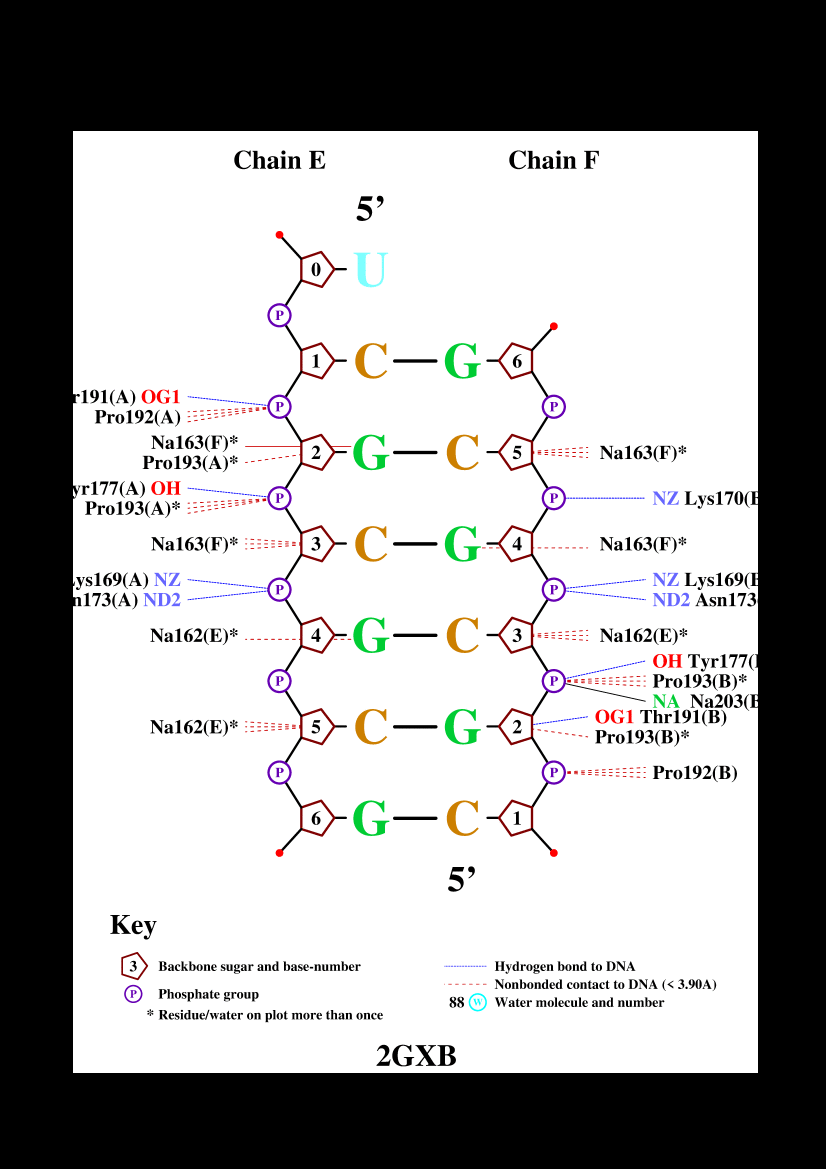 Chain E Chain F
5’
0 U
P
1 C G 6
r191(A) OG1
P P
Pro192(A)
Na163(F)*
2 G C 5 Na163(F)*
Pro193(A)*
yr177(A) OH
P P NZ Lys170(B
Pro193(A)*
Na163(F)* 3 C G 4 Na163(F)*
ys169(A) NZ NZ Lys169(B
P P
n173(A) ND2 ND2 Asn173(
Na162(E)* 4 G C 3 Na162(E)*
OH Tyr177(B
P P Pro193(B)*
NA Na203(B
OG1 Thr191(B)
Na162(E)* 5 C G 2
Pro193(B)*
P P Pro192(B)
6 G C 1
5’
Key
3 Backbone sugar and base-number
P Phosphate group
* Residue/water on plot more than once
Hydrogen bond to DNA
Nonbonded contact to DNA (< 3.90A)
88 W Water molecule and number
2GXB